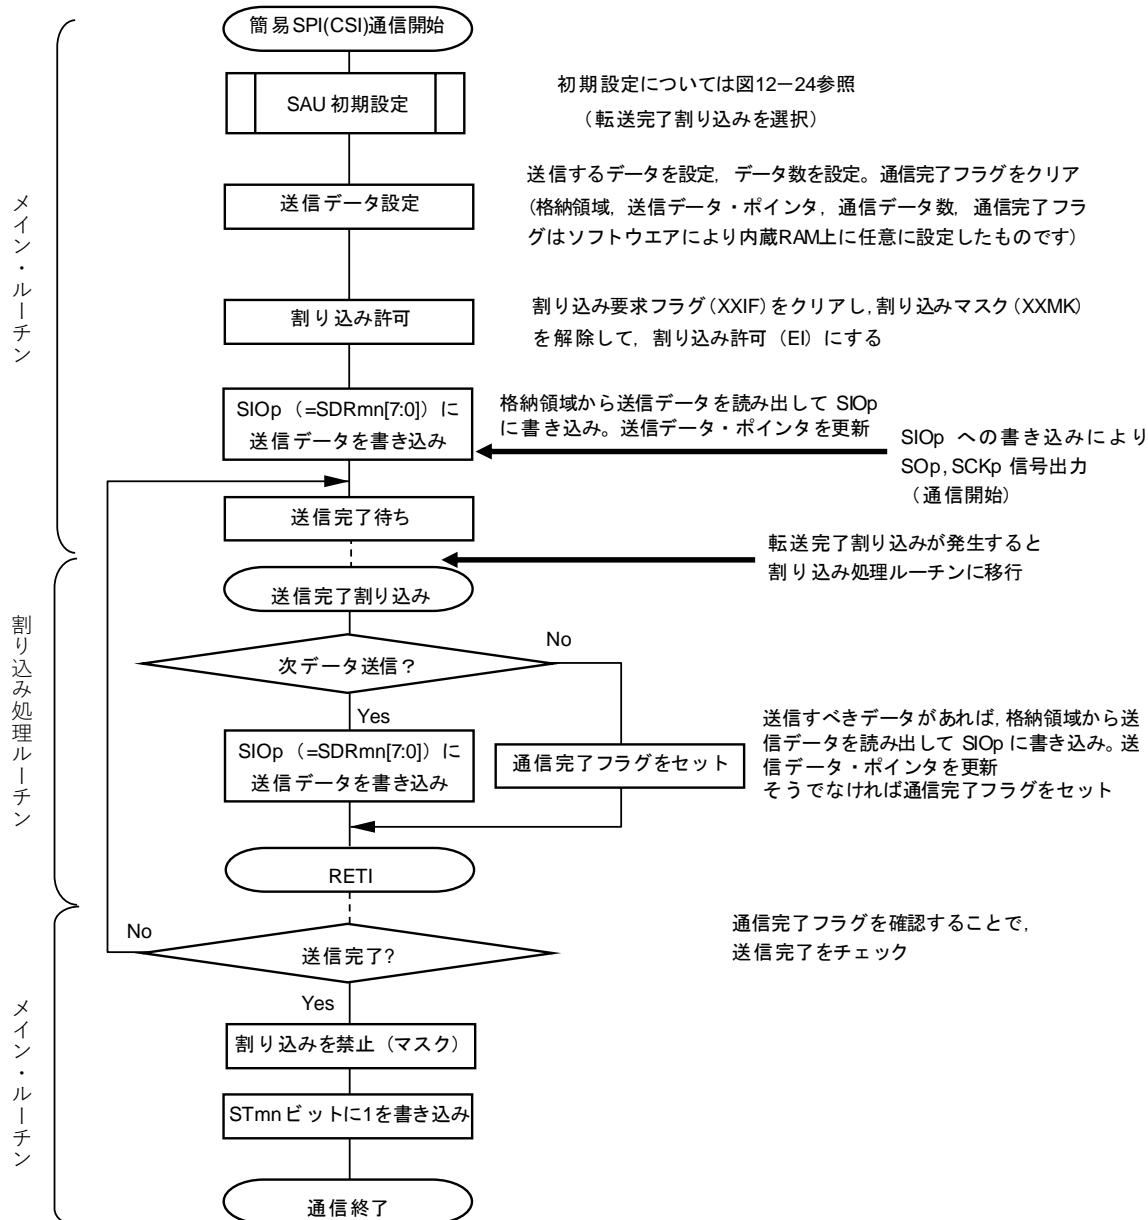 簡易SPI(CSI)通信開始
SAU 初期設定
初期設定については図12－24参照
（転送完了割り込みを選択）
送信データ設定
送信するデータを設定，データ数を設定。通信完了フラグをクリア
（格納領域，送信データ・ポインタ，通信データ数，通信完了フラ
グはソフトウエアにより内蔵RAM上に任意に設定したものです）
メイン・ルーチン
割り込み許可
割り込み要求フラグ（XXIF）をクリアし，割り込みマスク（XXMK）
を解除して，割り込み許可（EI）にする
SIOp（=SDRmn[7:0]）に
送信データを書き込み
格納領域から送信データを読み出して SIOp
に書き込み。送信データ・ポインタを更新
SIOp への書き込みにより
SOp, SCKp 信号出力
（通信開始）
送信完了待ち
転送完了割り込みが発生すると
割り込み処理ルーチンに移行
送信完了割り込み
割り込み処理ルーチン
次データ送信？
No
Yes
SIOp（=SDRmn[7:0]）に
送信データを書き込み
通信完了フラグをセット
送信すべきデータがあれば，格納領域から送
信データを読み出して SIOp に書き込み。送
信データ・ポインタを更新
そうでなければ通信完了フラグをセット
RETI
No
送信完了?
通信完了フラグを確認することで，
送信完了をチェック
Yes
メイン・ルーチン
割り込みを禁止（マスク）
STmnビットに1を書き込み
通信終了